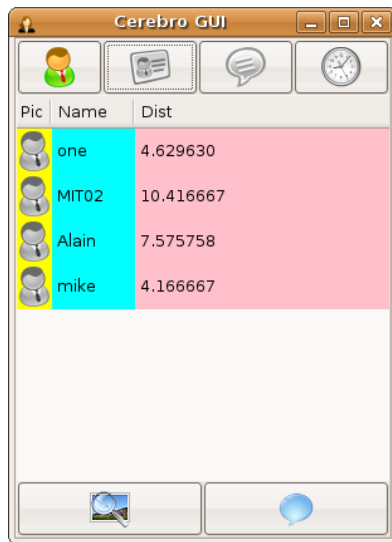 Cerebro GUI
Pic Name Dist
one 4.629630
MIT02 10.416667
Alain 7.575758
mike 4.166667